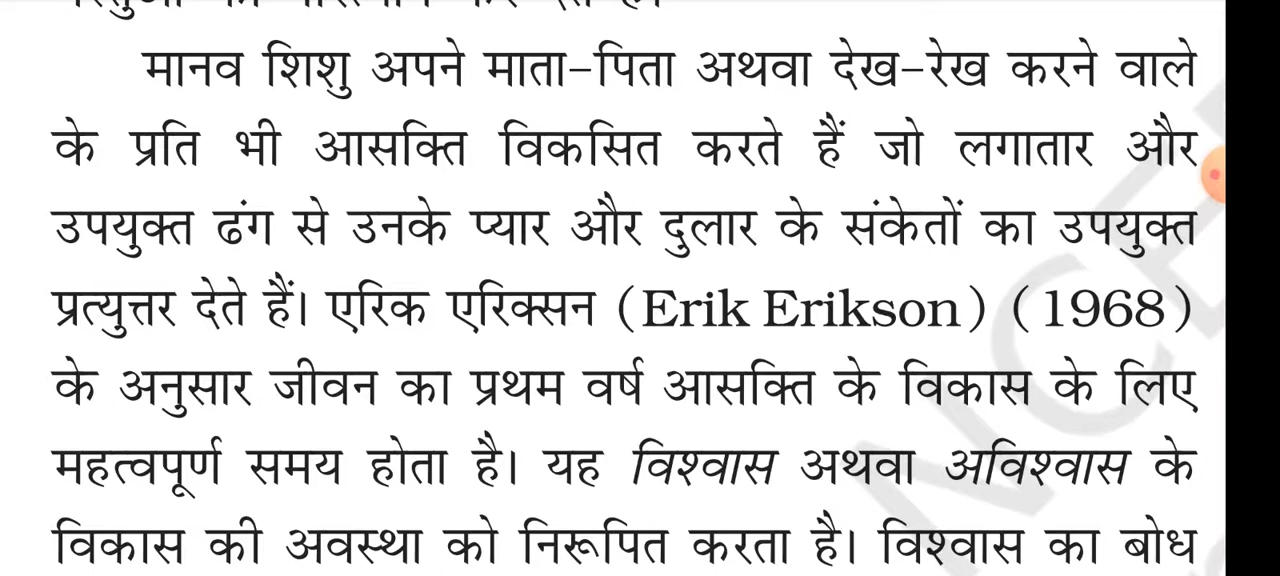 मानव शिशु अपने माता-पिता अथवा देख-रेख करने वाले
के प्रति भी आसक्ति विकसित करते हैं जो लगातार और
उपयुक्त ढंग से उनके प्यार और दुलार के संकेतों का उपयुक्त
प्रत्युत्तर देते हैं। एरिक एरिक्सन (Erik Erikson) (1968)
के अनुसार जीवन का प्रथम वर्ष आसक्ति के विकास के लिए
महत्वपूर्ण समय होता है। यह विश्वास अथवा अविश्वास के
विकास की अवस्था को निरूपित करता है। विश्वास का बोध